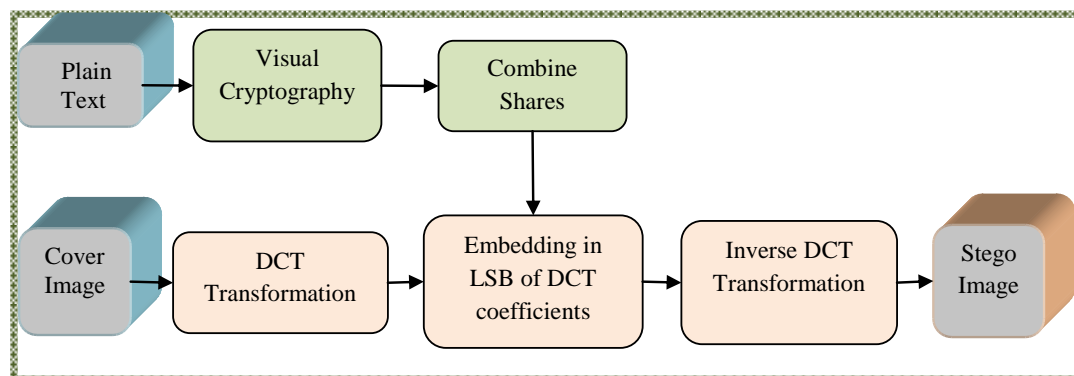 Plain
Text
Visual
Cryptography
Combine
Shares
Cover
Image
DCT
Transformation
Embedding in
LSB of DCT
coefficients
Inverse DCT
Transformation
Stego
Image